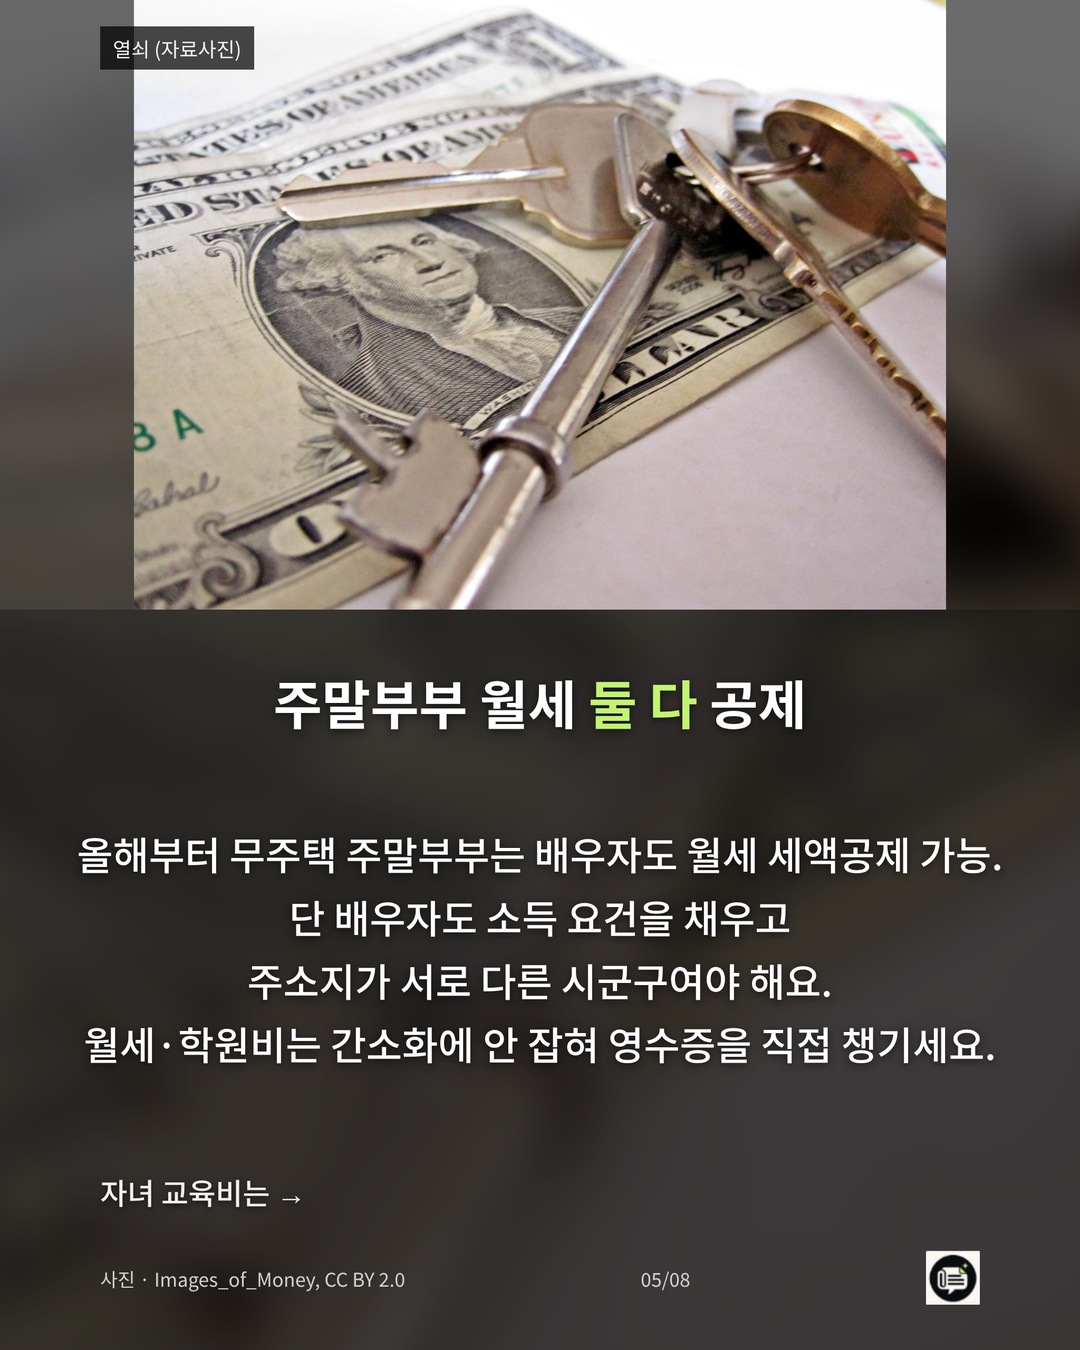 열쇠 (자료사진)
STATES OF AMERICA
WASHI
8 A
주말부부 월세 둘 다 공제
올해부터 무주택 주말부부는 배우자도 월세 세액공제 가능.
단 배우자도 소득 요건을 채우고
주소지가 서로 다른 시군구여야 해요.
월세·학원비는 간소화에 안 잡혀 영수증을 직접 챙기세요.
자녀 교육비는 →
사진 · Images_of_Money, CC BY 2.0
05/08